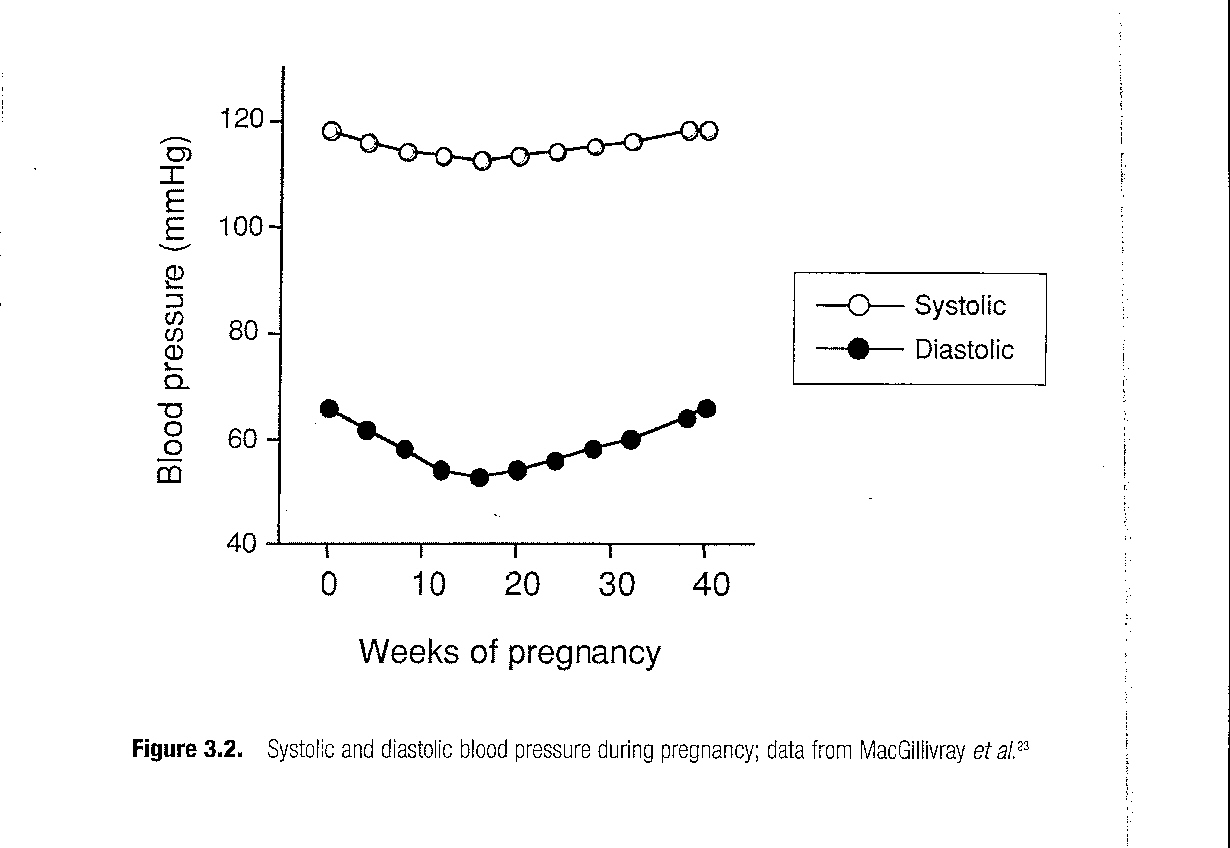 120
100
80
60
40
Blood pressure (mmHg)
Systolic
Diastolic
0 10 20 30 40
Weeks of pregnancy
Figure 3.2. Systolic and diastolic blood pressure during pregnancy; data from MacGillivray et al.²³